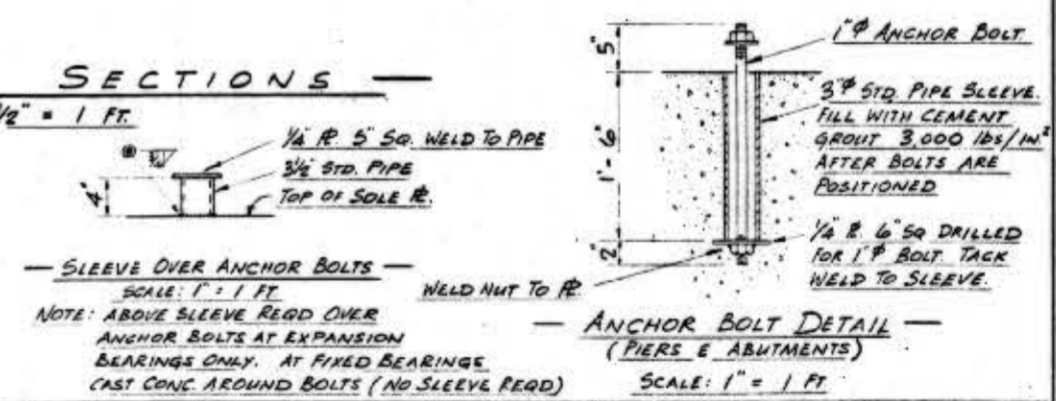 SECTIONS
1/2" = 1 FT.
1/4 PL 5" SQ. WELD TO PIPE
3½" STD. PIPE
TOP OF SOLE PL.
4"
— SLEEVE OVER ANCHOR BOLTS —
SCALE: 1" = 1 FT
NOTE: ABOVE SLEEVE REQD OVER
ANCHOR BOLTS AT EXPANSION
BEARINGS ONLY. AT FIXED BEARINGS
CAST CONC. AROUND BOLTS (NO SLEEVE REQD)
5"
1'-6"
2"
1"Φ ANCHOR BOLT
3"Φ STD. PIPE SLEEVE.
FILL WITH CEMENT
GROUT 3,000 lbs/IN²
AFTER BOLTS ARE
POSITIONED
1/4" PL 6" SQ DRILLED
FOR 1"Φ BOLT. TACK
WELD TO SLEEVE.
WELD NUT TO PL.
— ANCHOR BOLT DETAIL —
(PIERS & ABUTMENTS)
SCALE: 1" = 1 FT